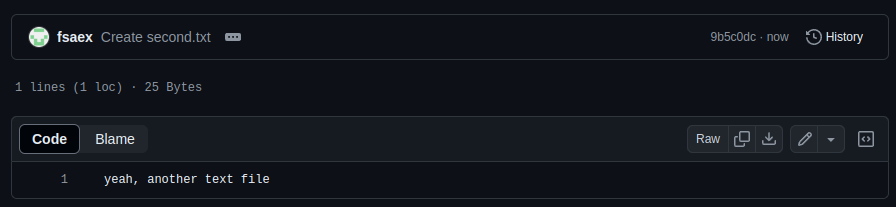 fsaex Create second.txt 9b5c0dc · now History
1 lines (1 loc) · 25 Bytes
Code Blame Raw
1 yeah, another text file